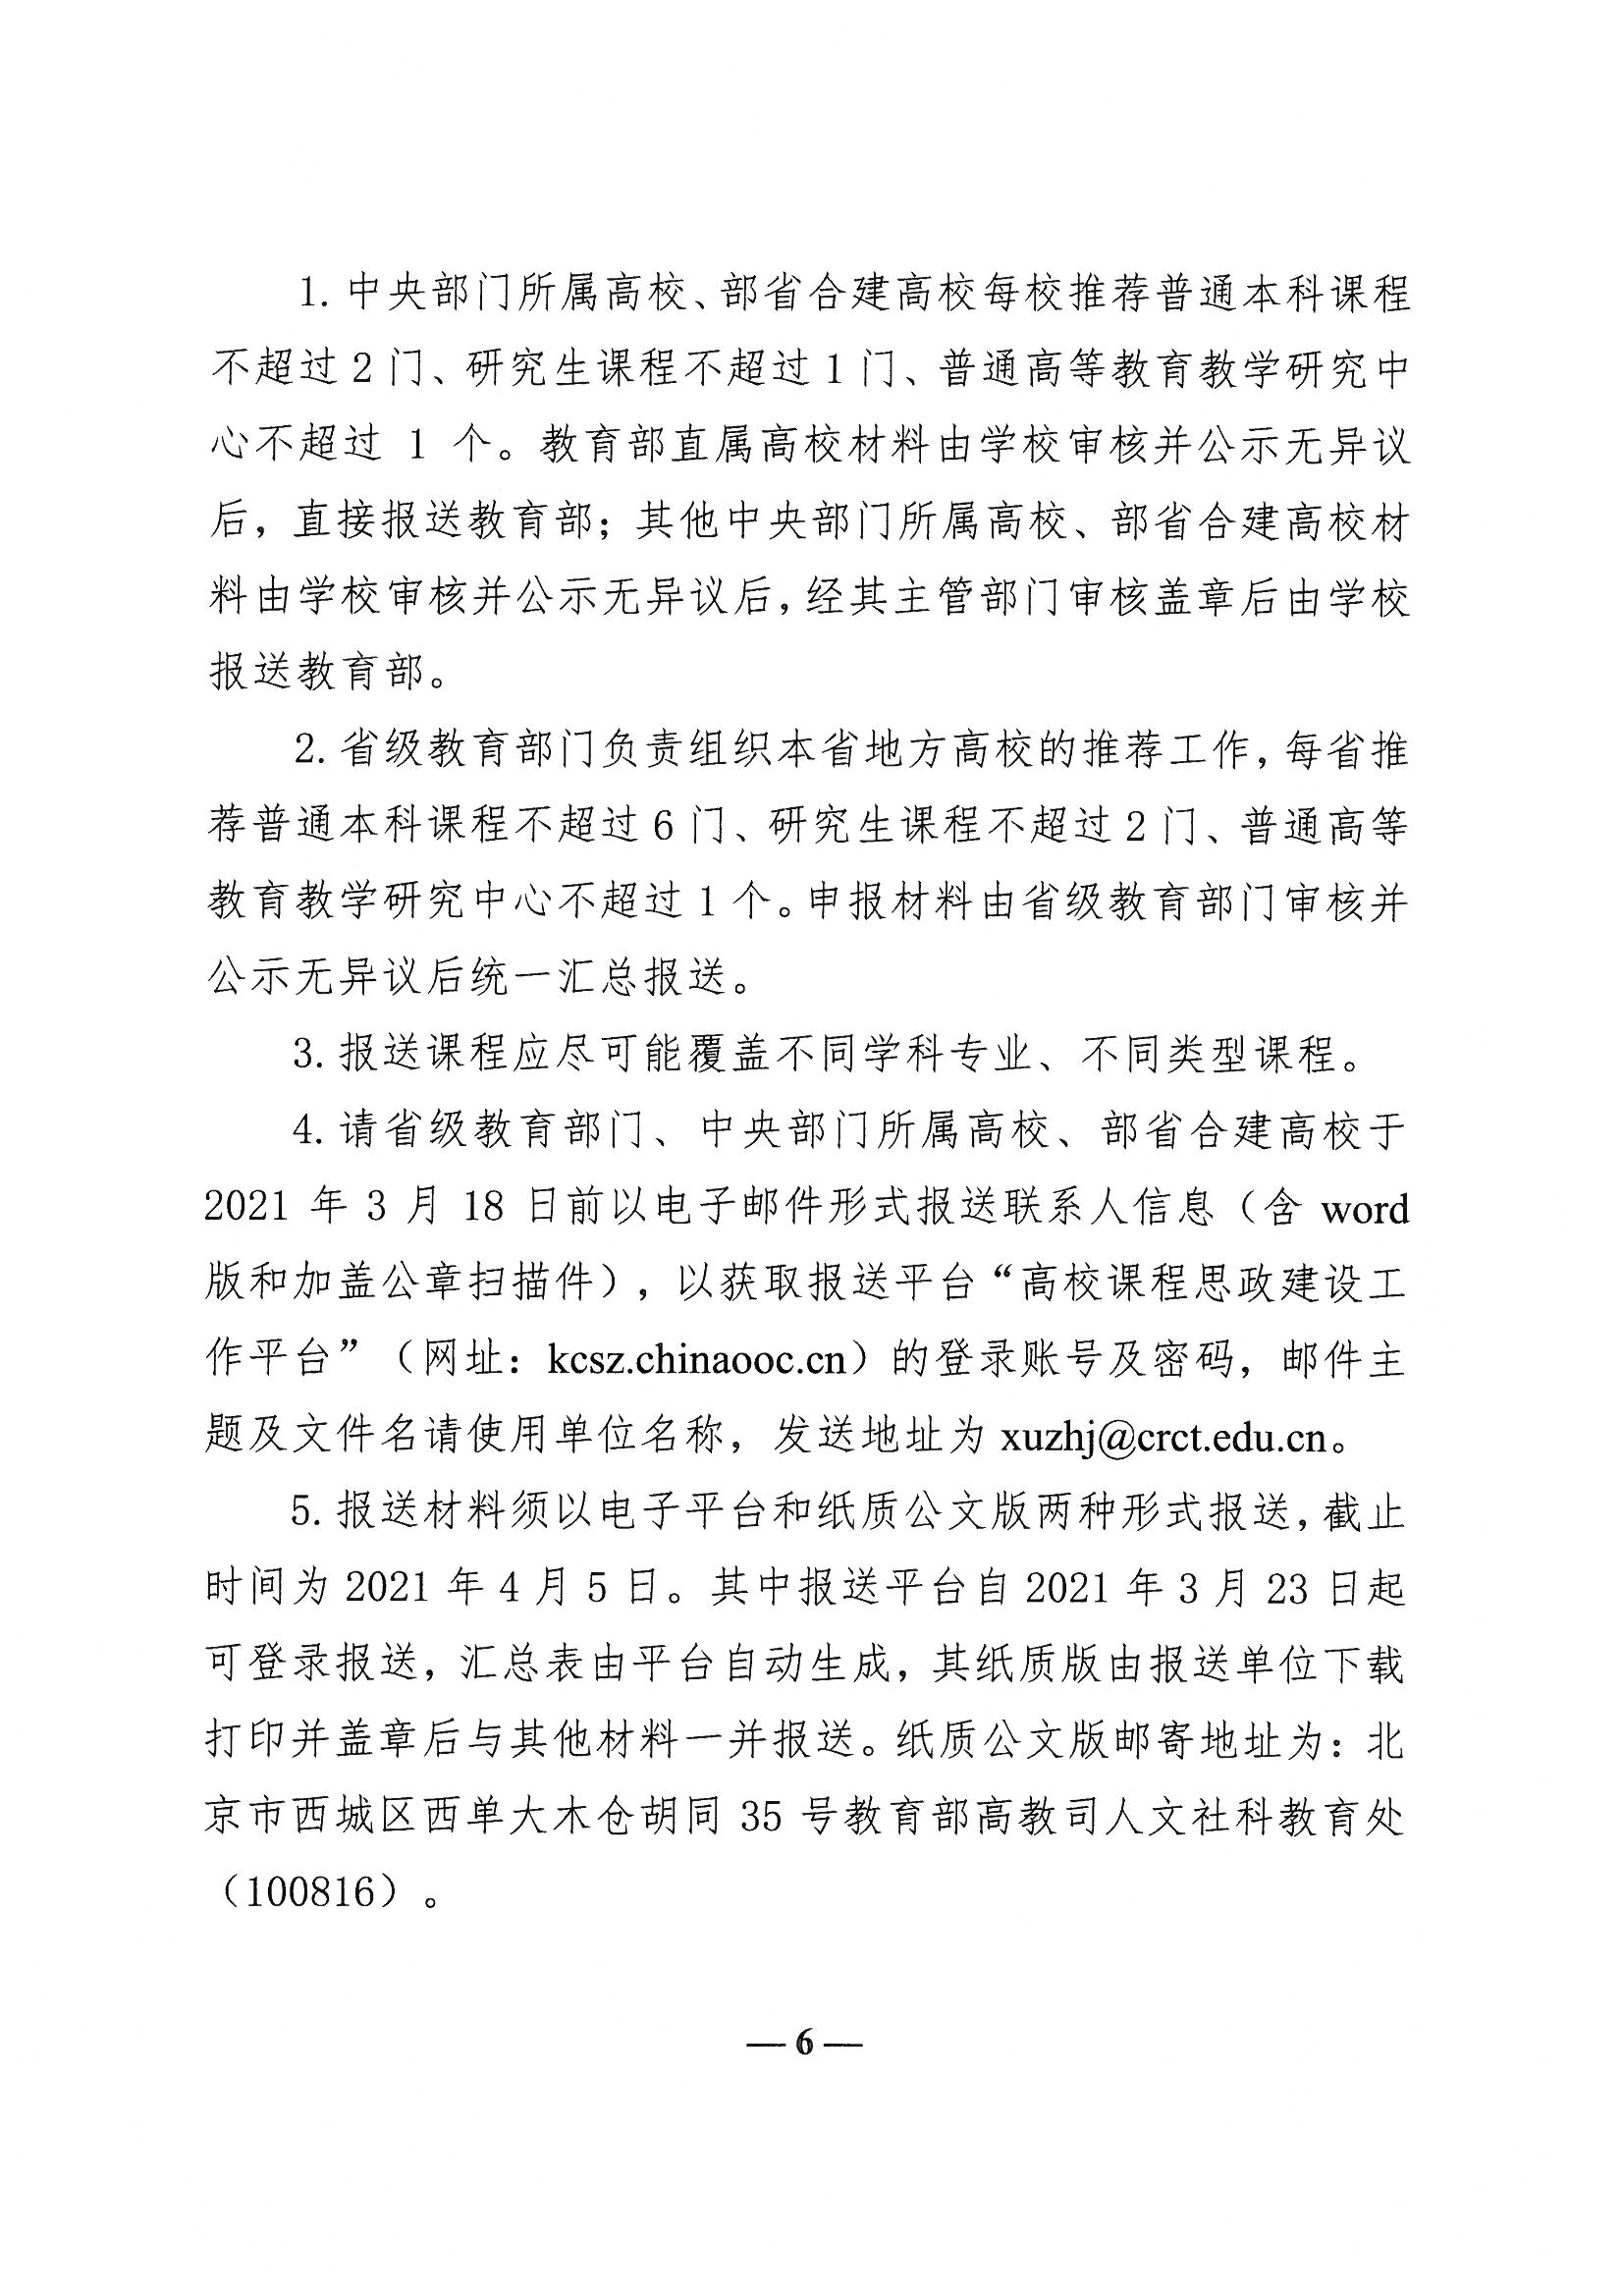 1. 中央部门所属高校、部省合建高校每校推荐普通本科课程
不超过 2 门、研究生课程不超过 1 门、普通高等教育教学研究中
心不超过 1 个。教育部直属高校材料由学校审核并公示无异议
后，直接报送教育部；其他中央部门所属高校、部省合建高校材
料由学校审核并公示无异议后，经其主管部门审核盖章后由学校
报送教育部。
2. 省级教育部门负责组织本省地方高校的推荐工作，每省推
荐普通本科课程不超过 6 门、研究生课程不超过 2 门、普通高等
教育教学研究中心不超过 1 个。申报材料由省级教育部门审核并
公示无异议后统一汇总报送。
3. 报送课程应尽可能覆盖不同学科专业、不同类型课程。
4. 请省级教育部门、中央部门所属高校、部省合建高校于
2021 年 3 月 18 日前以电子邮件形式报送联系人信息（含 word
版和加盖公章扫描件），以获取报送平台“高校课程思政建设工
作平台”（网址：kcsz.chinaooc.cn）的登录账号及密码，邮件主
题及文件名请使用单位名称，发送地址为 xuzhj@crct.edu.cn。
5. 报送材料须以电子平台和纸质公文版两种形式报送，截止
时间为 2021 年 4 月 5 日。其中报送平台自 2021 年 3 月 23 日起
可登录报送，汇总表由平台自动生成，其纸质版由报送单位下载
打印并盖章后与其他材料一并报送。纸质公文版邮寄地址为：北
京市西城区西单大木仓胡同 35 号教育部高教司人文社科教育处
（100816）。
— 6 —